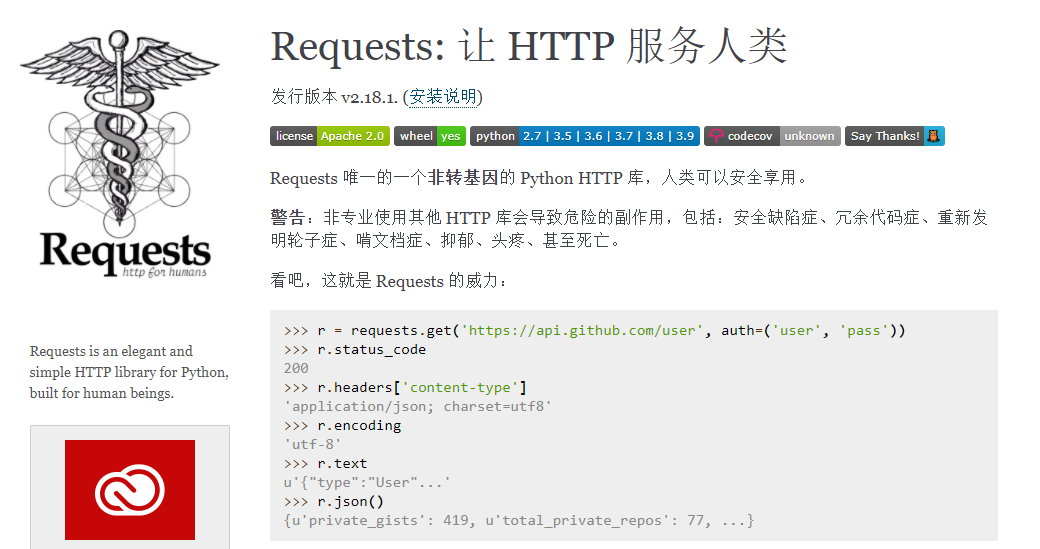 Requests: 让 HTTP 服务人类
发行版本 v2.18.1. (安装说明)
license Apache 2.0 wheel yes python 2.7 | 3.5 | 3.6 | 3.7 | 3.8 | 3.9 codecov unknown Say Thanks!
Requests 唯一的一个非转基因的 Python HTTP 库，人类可以安全享用。
警告：非专业使用其他 HTTP 库会导致危险的副作用，包括：安全缺陷症、冗余代码症、重新发
明轮子症、啃文档症、抑郁、头疼、甚至死亡。
看吧，这就是 Requests 的威力：
>>> r = requests.get('https://api.github.com/user', auth=('user', 'pass'))
>>> r.status_code
200
>>> r.headers['content-type']
'application/json; charset=utf8'
>>> r.encoding
'utf-8'
>>> r.text
u'{"type":"User"...'
>>> r.json()
{u'private_gists': 419, u'total_private_repos': 77, ...}
Requests
http for humans
Requests is an elegant and
simple HTTP library for Python,
built for human beings.